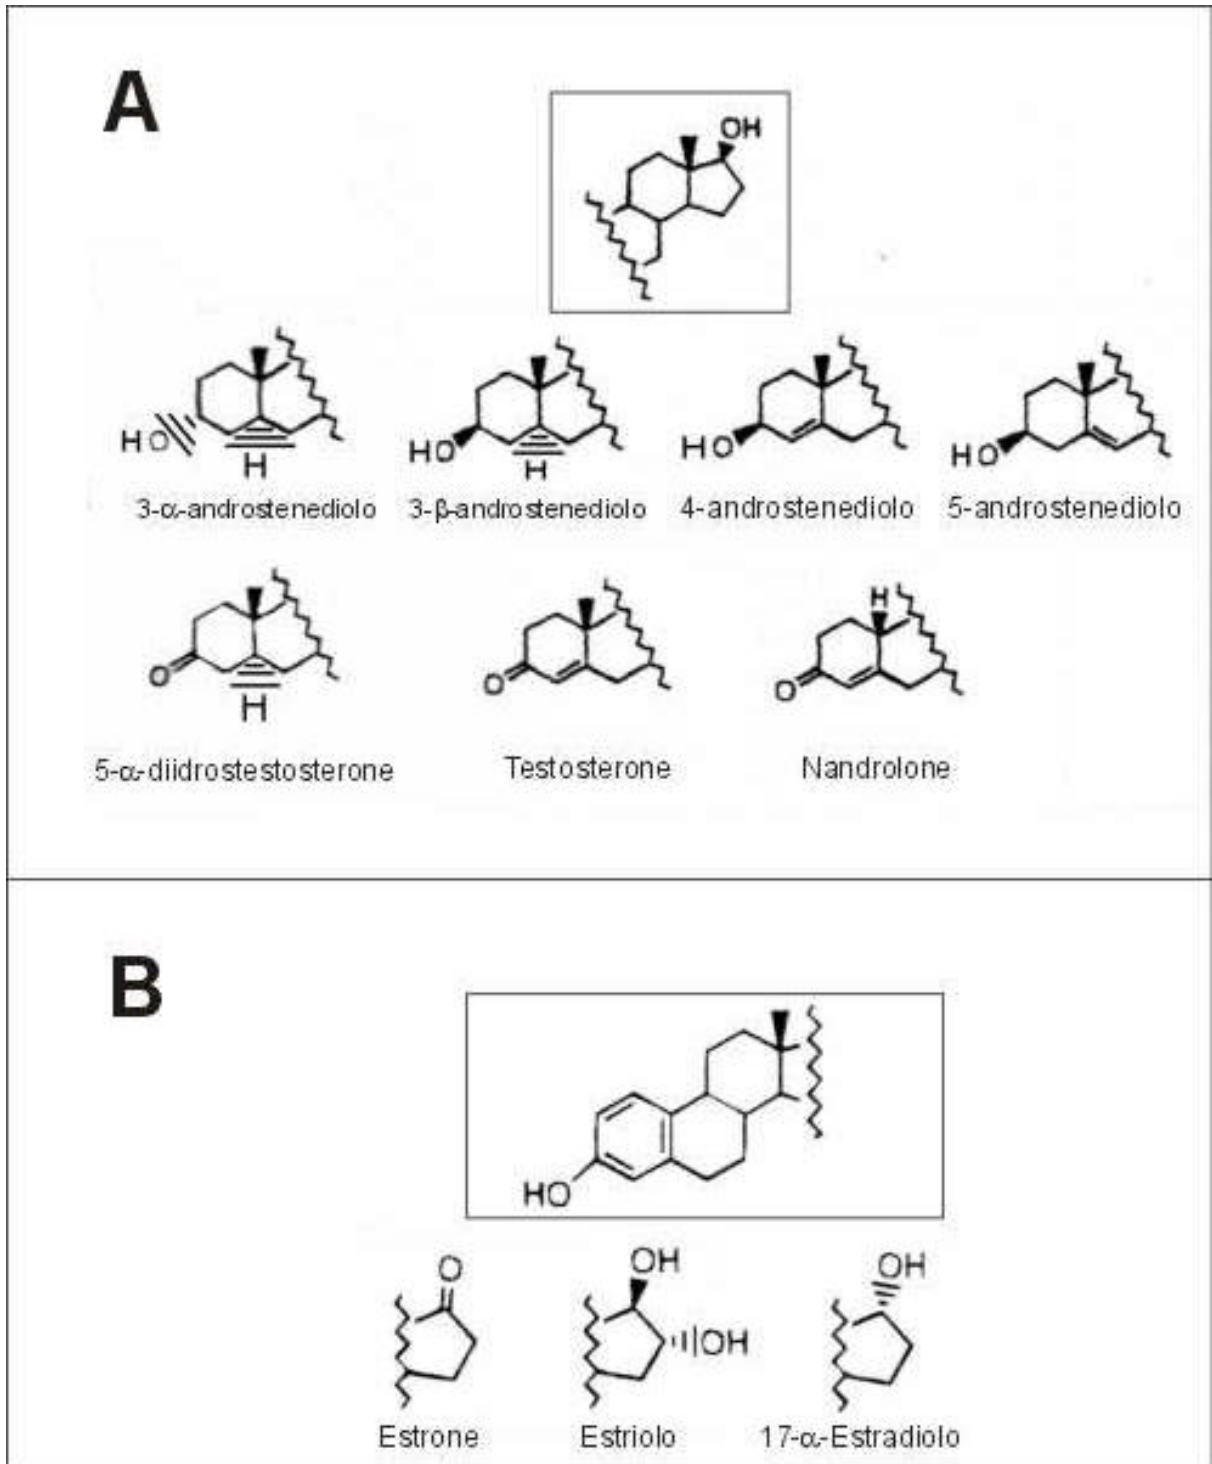 A
OH
HO
H
HO
H
HO
HO
3-α-androstenediolo 3-β-androstenediolo 4-androstenediolo 5-androstenediolo
H
O
H
O
O
5-α-diidrostestosterone Testosterone Nandrolone
B
HO
O
OH
OH
OH
Estrone Estriolo 17-α-Estradiolo